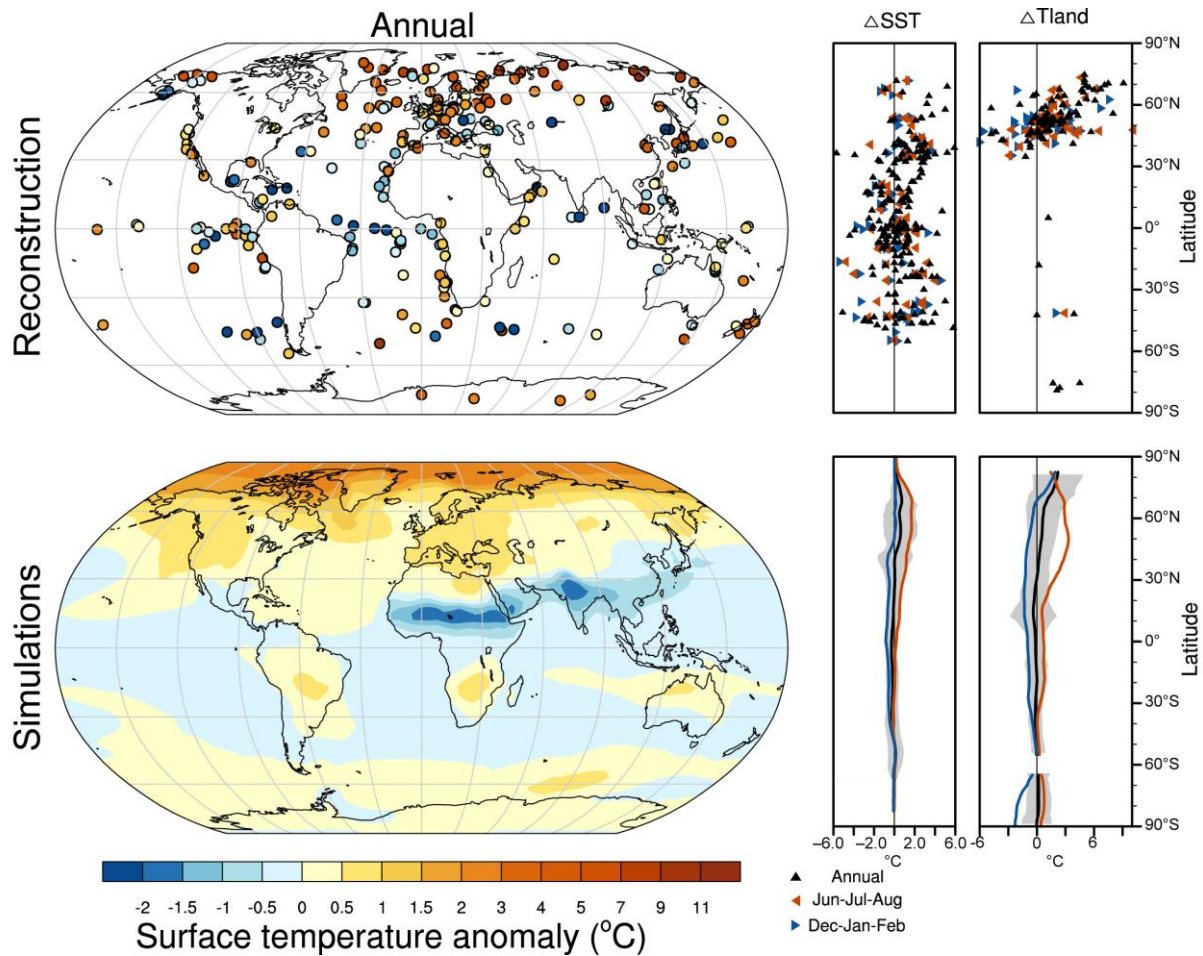 Annual
△SST
△Tland
Reconstruction
90°N
60°N
30°N
0°
30°S
60°S
90°S
Latitude
Simulations
90°N
60°N
30°N
0°
30°S
60°S
90°S
Latitude
−6.0 −2.0 2.0 6.0
°C
-6 0 6
°C
-2 -1.5 -1 -0.5 0 0.5 1 1.5 2 3 4 5 7 9 11
Surface temperature anomaly (°C)
Annual
Jun-Jul-Aug
Dec-Jan-Feb